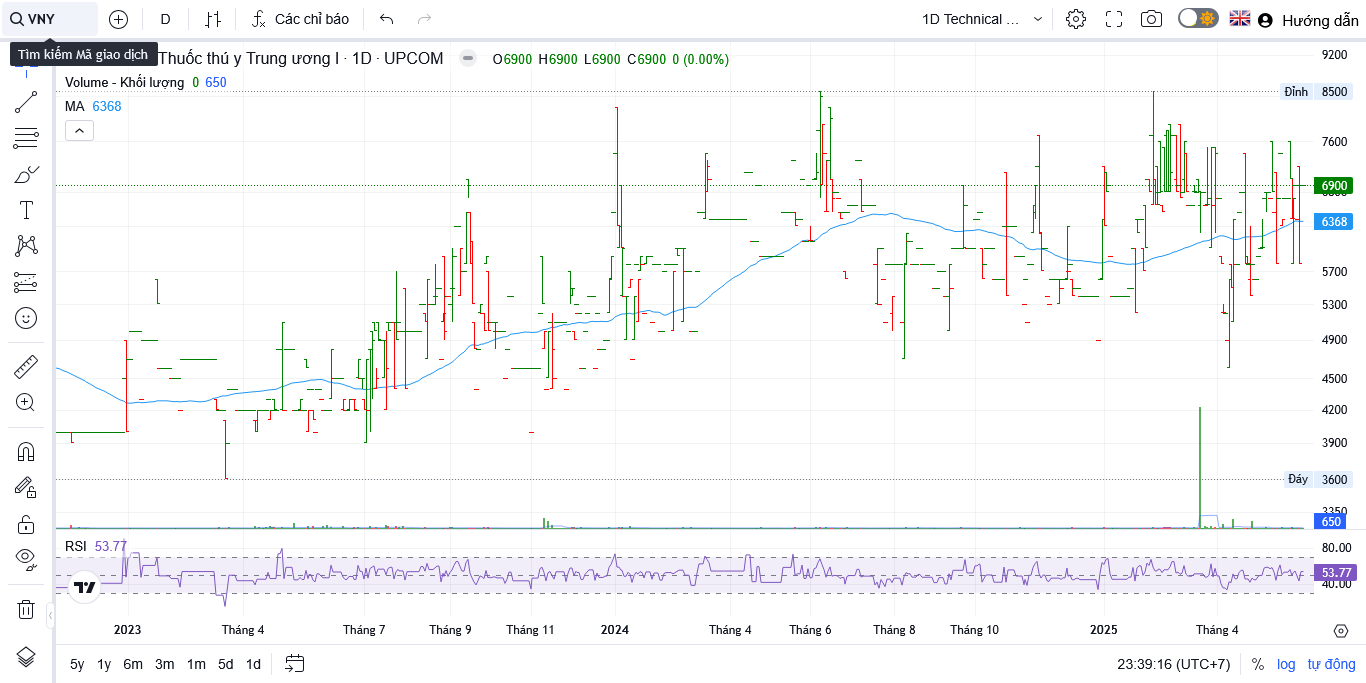 VNY D Các chỉ báo 1D Technical ... Hướng dẫn
Tìm kiếm Mã giao dịch
Thuốc thú y Trung ương I · 1D · UPCOM O6900 H6900 L6900 C6900 0 (0.00%)
Volume - Khối lượng 0 650
MA 6368
9200
Đỉnh 8500
7600
6900
6368
5700
5300
4900
4500
4200
3900
Đáy 3600
3350
650
RSI 53.77
80.00
53.77
40.00
2023 Tháng 4 Tháng 7 Tháng 9 Tháng 11 2024 Tháng 4 Tháng 6 Tháng 8 Tháng 10 2025 Tháng 4
5y 1y 6m 3m 1m 5d 1d 23:39:16 (UTC+7) % log tự động